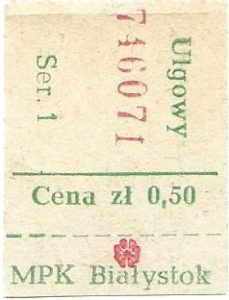 Ulgowy
746071
Ser. 1
Cena zł 0,50
MPK Białystok